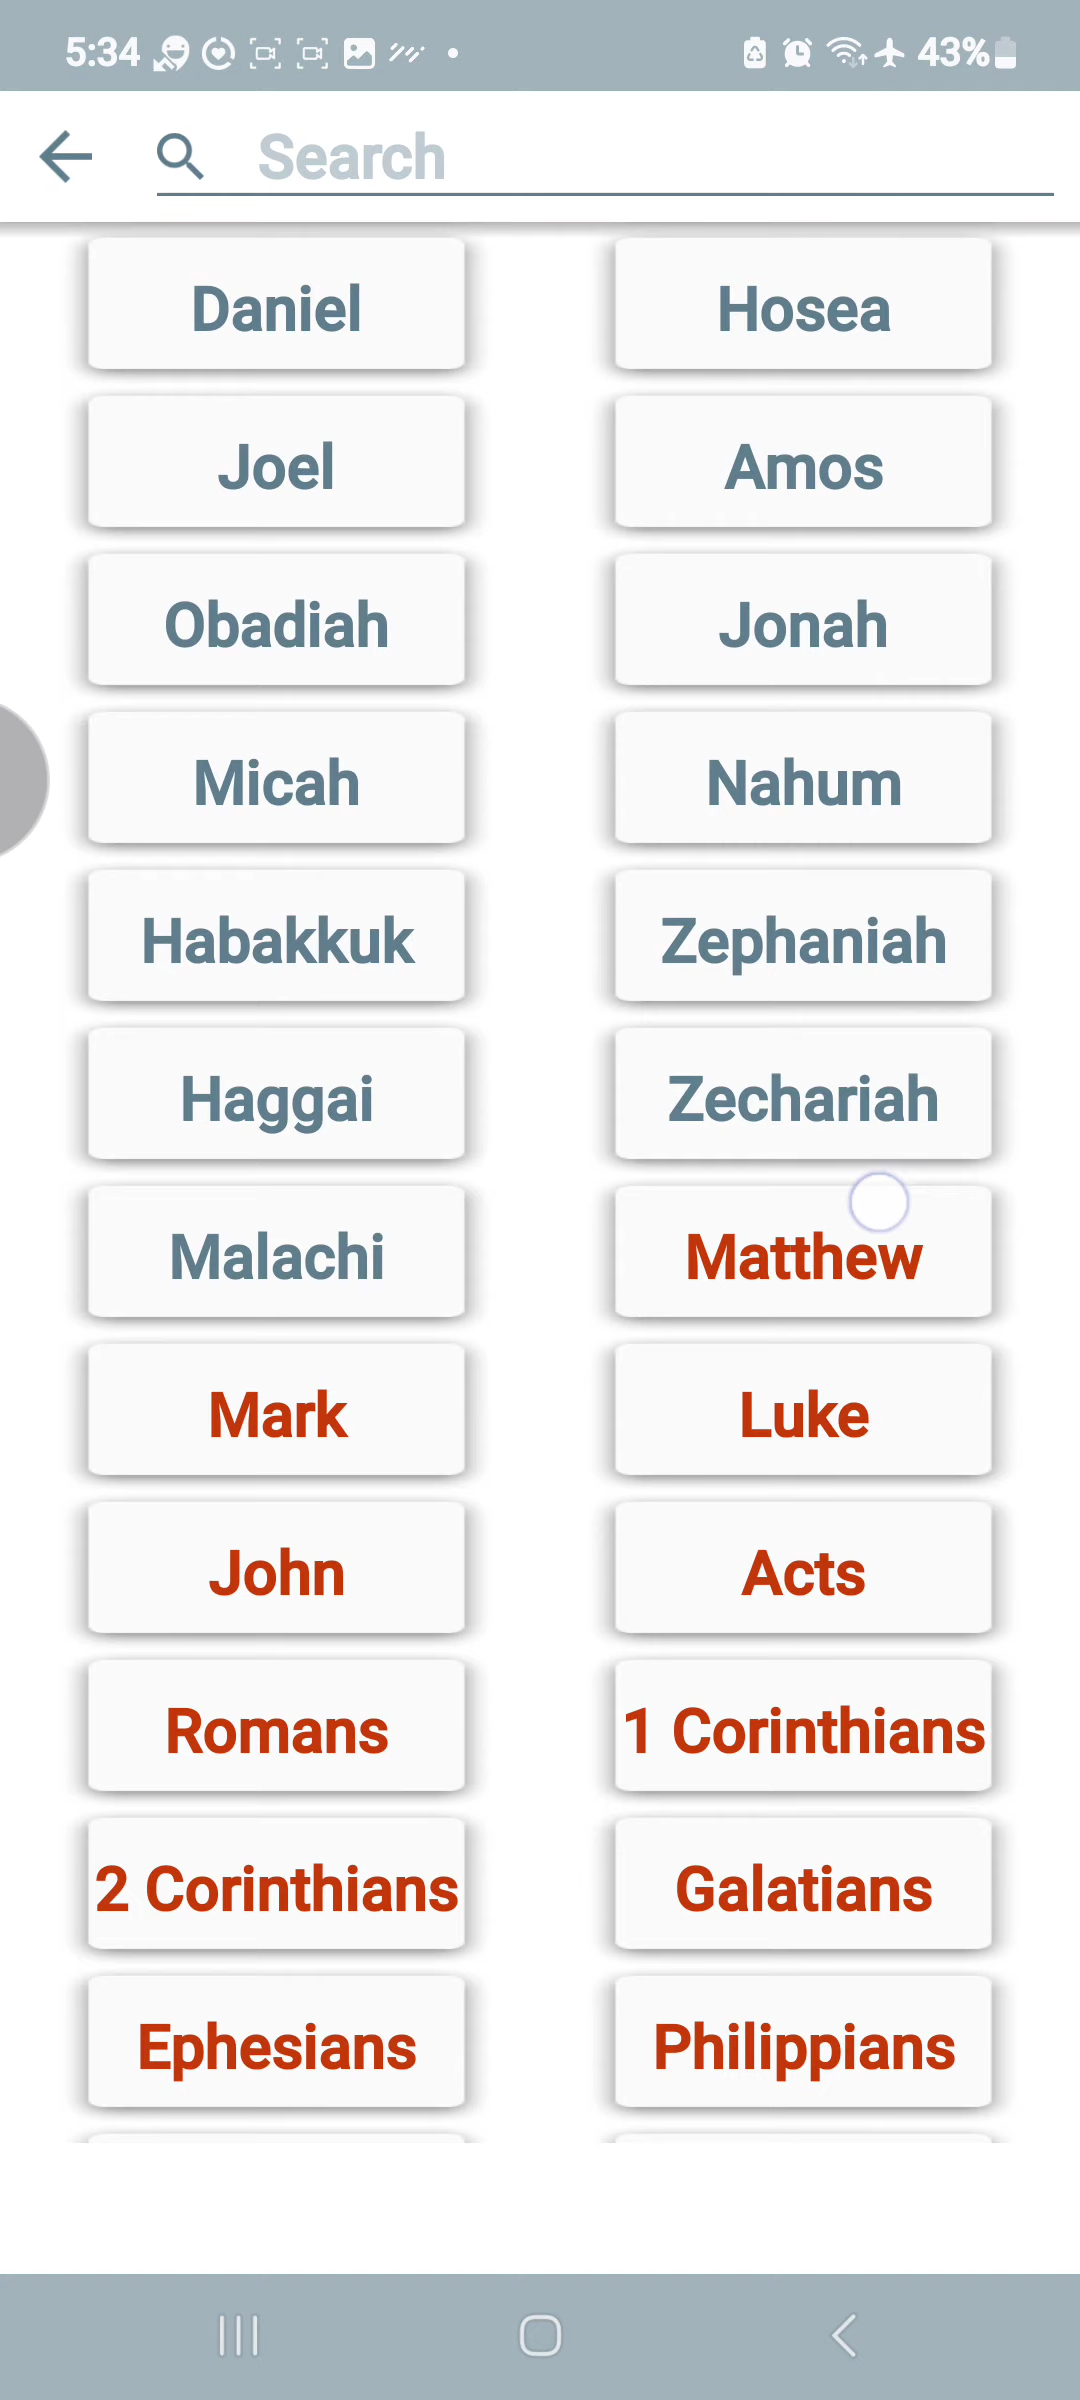 5:34 43%
Search
Daniel Hosea
Joel Amos
Obadiah Jonah
Micah Nahum
Habakkuk Zephaniah
Haggai Zechariah
Malachi Matthew
Mark Luke
John Acts
Romans 1 Corinthians
2 Corinthians Galatians
Ephesians Philippians